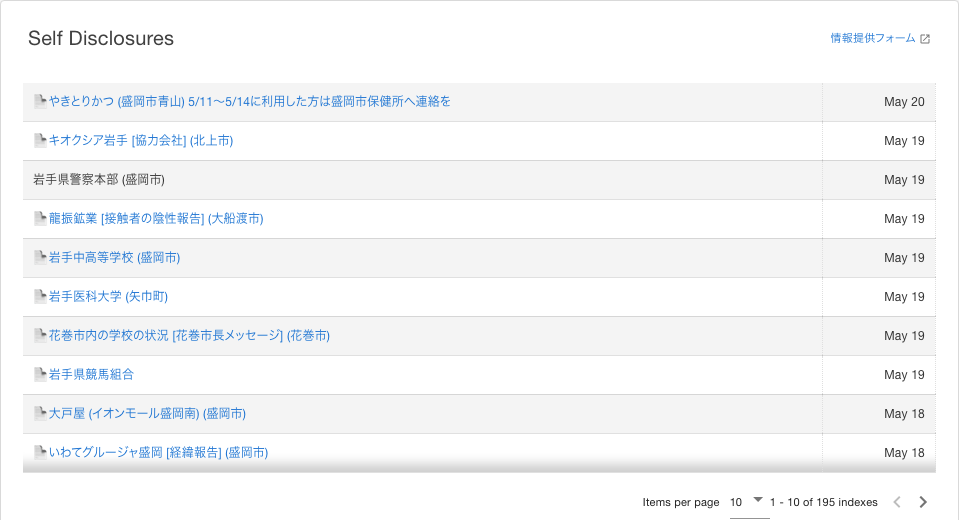 Self Disclosures
情報提供フォーム
やきとりかつ (盛岡市青山) 5/11〜5/14に利用した方は盛岡市保健所へ連絡を May 20
キオクシア岩手 [協力会社] (北上市) May 19
岩手県警察本部 (盛岡市) May 19
龍振鉱業 [接触者の陰性報告] (大船渡市) May 19
岩手中高等学校 (盛岡市) May 19
岩手医科大学 (矢巾町) May 19
花巻市内の学校の状況 [花巻市長メッセージ] (花巻市) May 19
岩手県競馬組合 May 19
大戸屋 (イオンモール盛岡南) (盛岡市) May 18
いわてグルージャ盛岡 [経緯報告] (盛岡市) May 18
Items per page 10 1 - 10 of 195 indexes